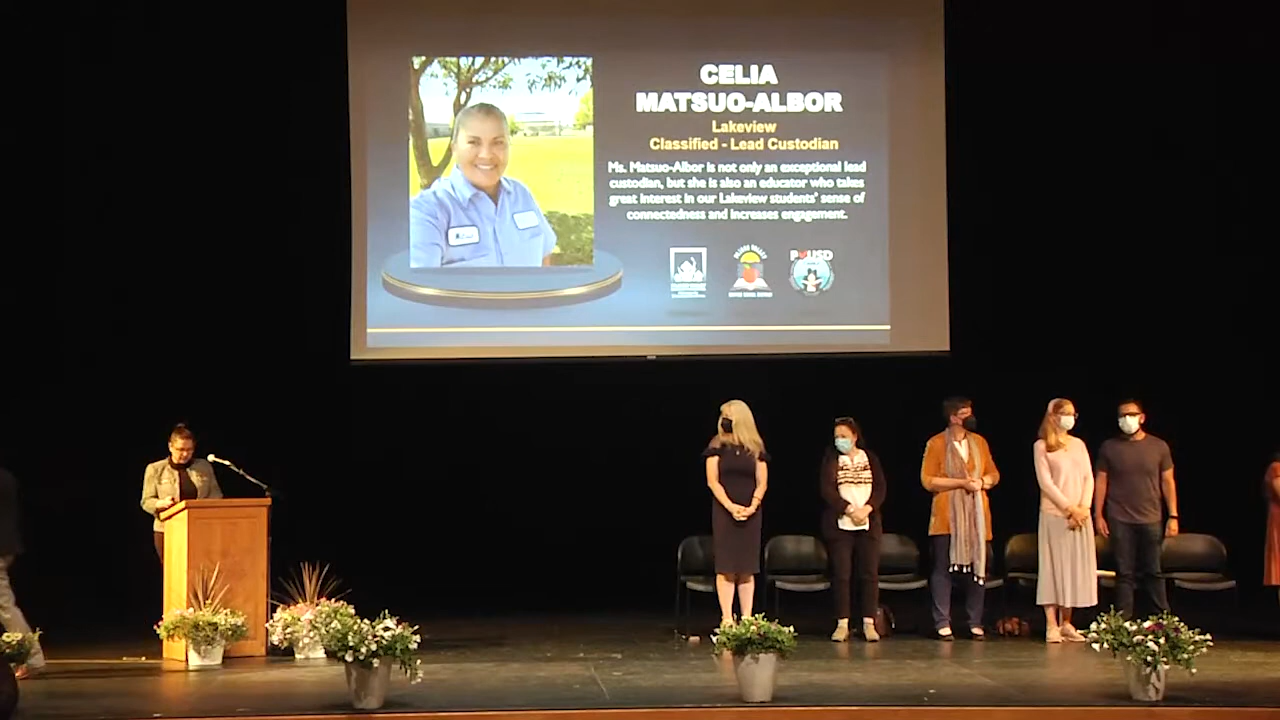 CELIA
MATSUO-ALBOR
Lakeview
Classified - Lead Custodian
Ms. Matsuo-Albor is not only an exceptional lead
custodian, but she is also an educator who takes
great interest in our Lakeview students' sense of
connectedness and increases engagement.